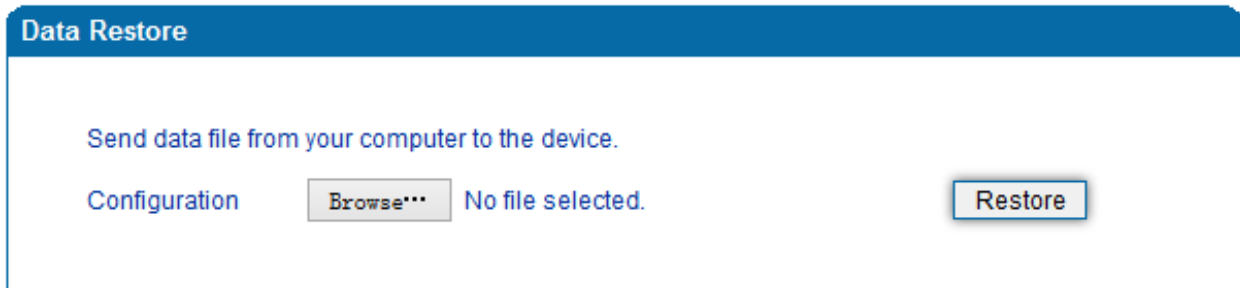 Data Restore
Send data file from your computer to the device.
Configuration Browse··· No file selected. Restore